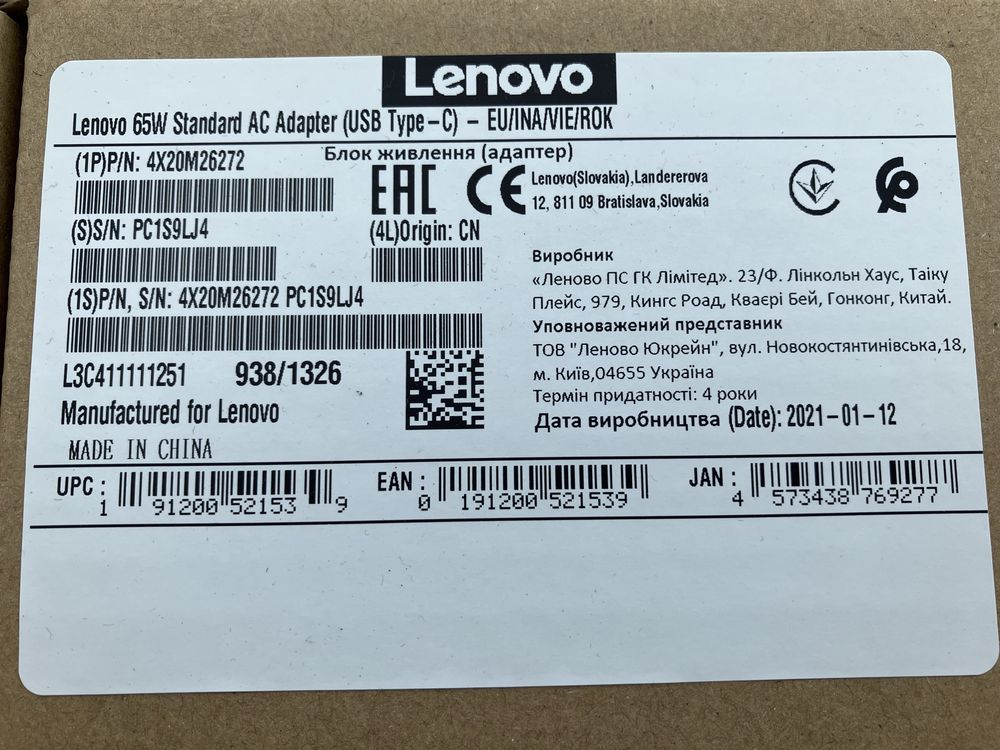 Lenovo
Lenovo 65W Standard AC Adapter (USB Type-C) - EU/INA/VIE/ROK
Блок живлення (адаптер)
(1P)P/N: 4X20M26272
EAC CE
Lenovo(Slovakia),Landererova
12, 811 09 Bratislava,Slovakia
(S)S/N: PC1S9LJ4
(4L)Origin: CN
(1S)P/N, S/N: 4X20M26272 PC1S9LJ4
L3C411111251
938/1326
Manufactured for Lenovo
MADE IN CHINA
Виробник
«Леново ПС ГК Лімітед». 23/Ф. Лінкольн Хаус, Таіку
Плейс, 979, Кингс Роад, Кваєрі Бей, Гонконг, Китай.
Уповноважений представник
ТОВ "Леново Юкрейн", вул. Новокостянтинівська,18,
м. Київ,04655 Україна
Термін придатності: 4 роки
Дата виробництва (Date): 2021-01-12
UPC : 1 91200 52153 9
EAN : 0 191200 521539
JAN : 4 573438 769277